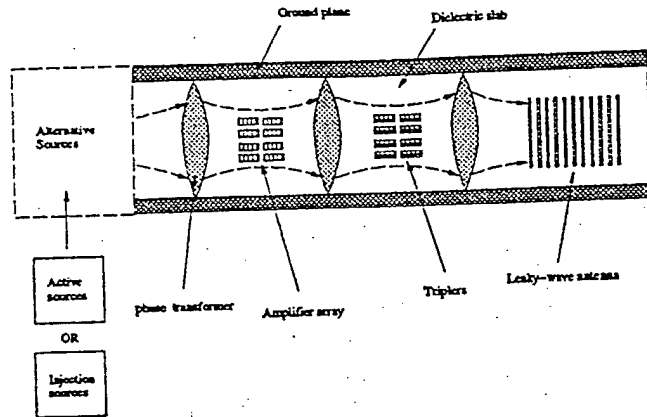 Ground plane
Dielectric slab
Alternative
Sources
Active
sources
OR
Injection
sources
phase transformer
Amplifier array
Triplers
Leaky-wave antenna